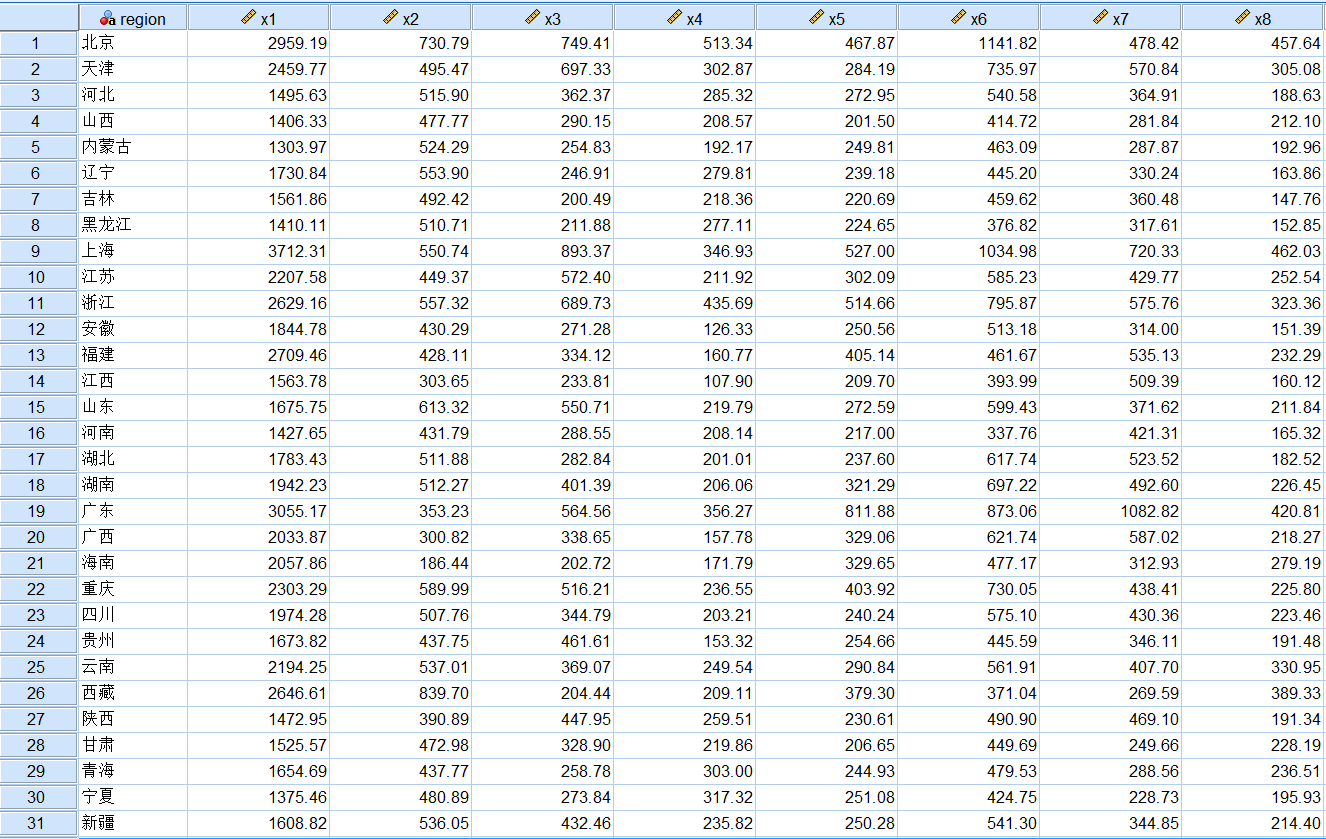 region x1 x2 x3 x4 x5 x6 x7 x8
1 北京 2959.19 730.79 749.41 513.34 467.87 1141.82 478.42 457.64
2 天津 2459.77 495.47 697.33 302.87 284.19 735.97 570.84 305.08
3 河北 1495.63 515.90 362.37 285.32 272.95 540.58 364.91 188.63
4 山西 1406.33 477.77 290.15 208.57 201.50 414.72 281.84 212.10
5 内蒙古 1303.97 524.29 254.83 192.17 249.81 463.09 287.87 192.96
6 辽宁 1730.84 553.90 246.91 279.81 239.18 445.20 330.24 163.86
7 吉林 1561.86 492.42 200.49 218.36 220.69 459.62 360.48 147.76
8 黑龙江 1410.11 510.71 211.88 277.11 224.65 376.82 317.61 152.85
9 上海 3712.31 550.74 893.37 346.93 527.00 1034.98 720.33 462.03
10 江苏 2207.58 449.37 572.40 211.92 302.09 585.23 429.77 252.54
11 浙江 2629.16 557.32 689.73 435.69 514.66 795.87 575.76 323.36
12 安徽 1844.78 430.29 271.28 126.33 250.56 513.18 314.00 151.39
13 福建 2709.46 428.11 334.12 160.77 405.14 461.67 535.13 232.29
14 江西 1563.78 303.65 233.81 107.90 209.70 393.99 509.39 160.12
15 山东 1675.75 613.32 550.71 219.79 272.59 599.43 371.62 211.84
16 河南 1427.65 431.79 288.55 208.14 217.00 337.76 421.31 165.32
17 湖北 1783.43 511.88 282.84 201.01 237.60 617.74 523.52 182.52
18 湖南 1942.23 512.27 401.39 206.06 321.29 697.22 492.60 226.45
19 广东 3055.17 353.23 564.56 356.27 811.88 873.06 1082.82 420.81
20 广西 2033.87 300.82 338.65 157.78 329.06 621.74 587.02 218.27
21 海南 2057.86 186.44 202.72 171.79 329.65 477.17 312.93 279.19
22 重庆 2303.29 589.99 516.21 236.55 403.92 730.05 438.41 225.80
23 四川 1974.28 507.76 344.79 203.21 240.24 575.10 430.36 223.46
24 贵州 1673.82 437.75 461.61 153.32 254.66 445.59 346.11 191.48
25 云南 2194.25 537.01 369.07 249.54 290.84 561.91 407.70 330.95
26 西藏 2646.61 839.70 204.44 209.11 379.30 371.04 269.59 389.33
27 陕西 1472.95 390.89 447.95 259.51 230.61 490.90 469.10 191.34
28 甘肃 1525.57 472.98 328.90 219.86 206.65 449.69 249.66 228.19
29 青海 1654.69 437.77 258.78 303.00 244.93 479.53 288.56 236.51
30 宁夏 1375.46 480.89 273.84 317.32 251.08 424.75 228.73 195.93
31 新疆 1608.82 536.05 432.46 235.82 250.28 541.30 344.85 214.40